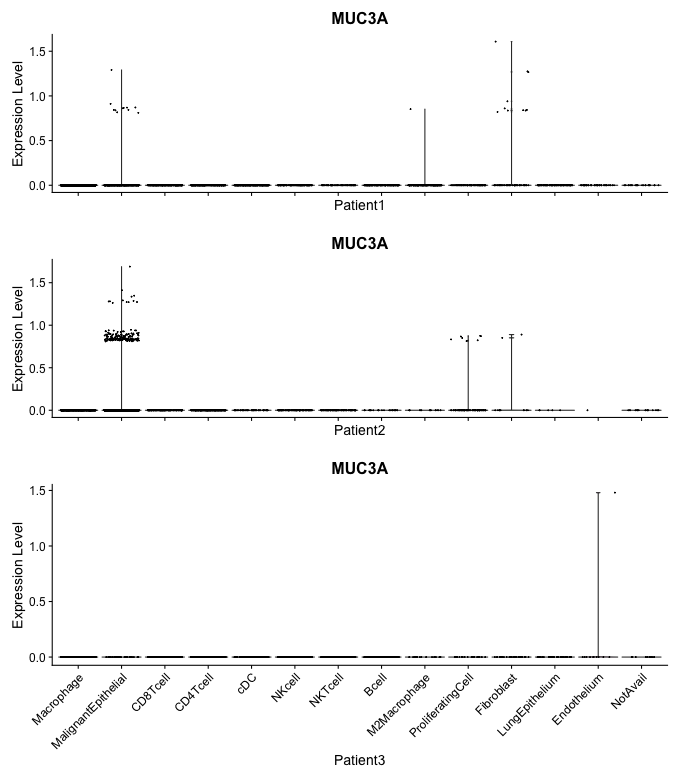 MUC3A
1.5
1.0
0.5
0.0
Expression Level
Patient1
MUC3A
1.5
1.0
0.5
0.0
Expression Level
Patient2
MUC3A
1.5
1.0
0.5
0.0
Expression Level
Macrophage
MalignantEpithelial
CD8Tcell
CD4Tcell
cDC
NKcell
NKTcell
Bcell
M2Macrophage
ProliferatingCell
Fibroblast
LungEpithelium
Endothelium
NotAvail
Patient3